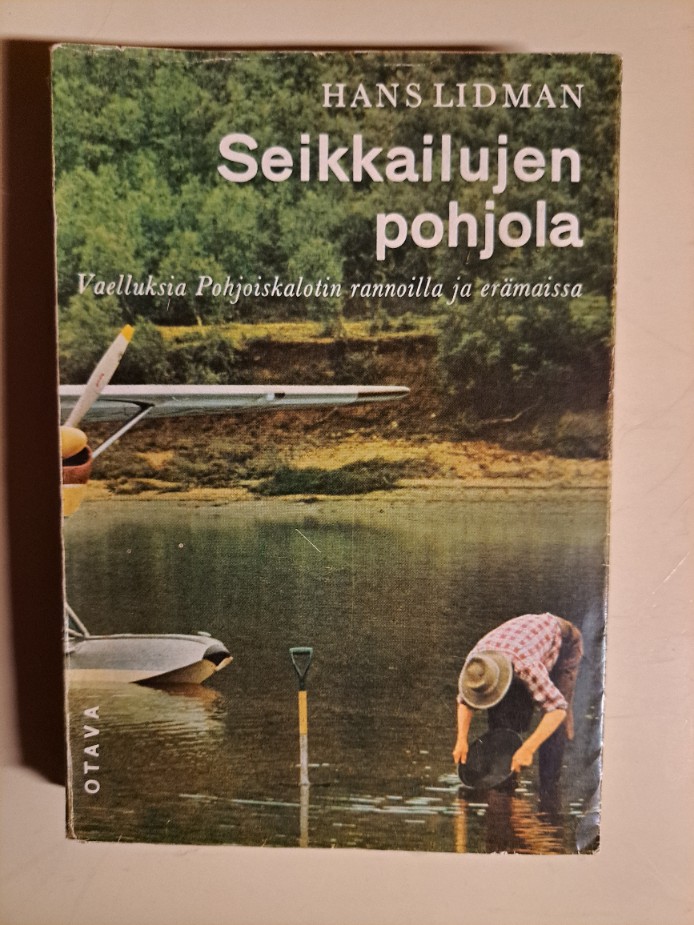 HANS LIDMAN
Seikkailujen
pohjola
Vaelluksia Pohjoiskalotin rannoilla ja erämaissa
OTAVA